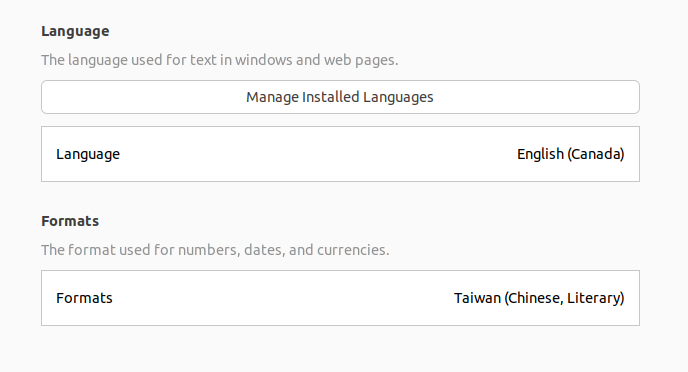 Language
The language used for text in windows and web pages.
Manage Installed Languages
Language English (Canada)
Formats
The format used for numbers, dates, and currencies.
Formats Taiwan (Chinese, Literary)